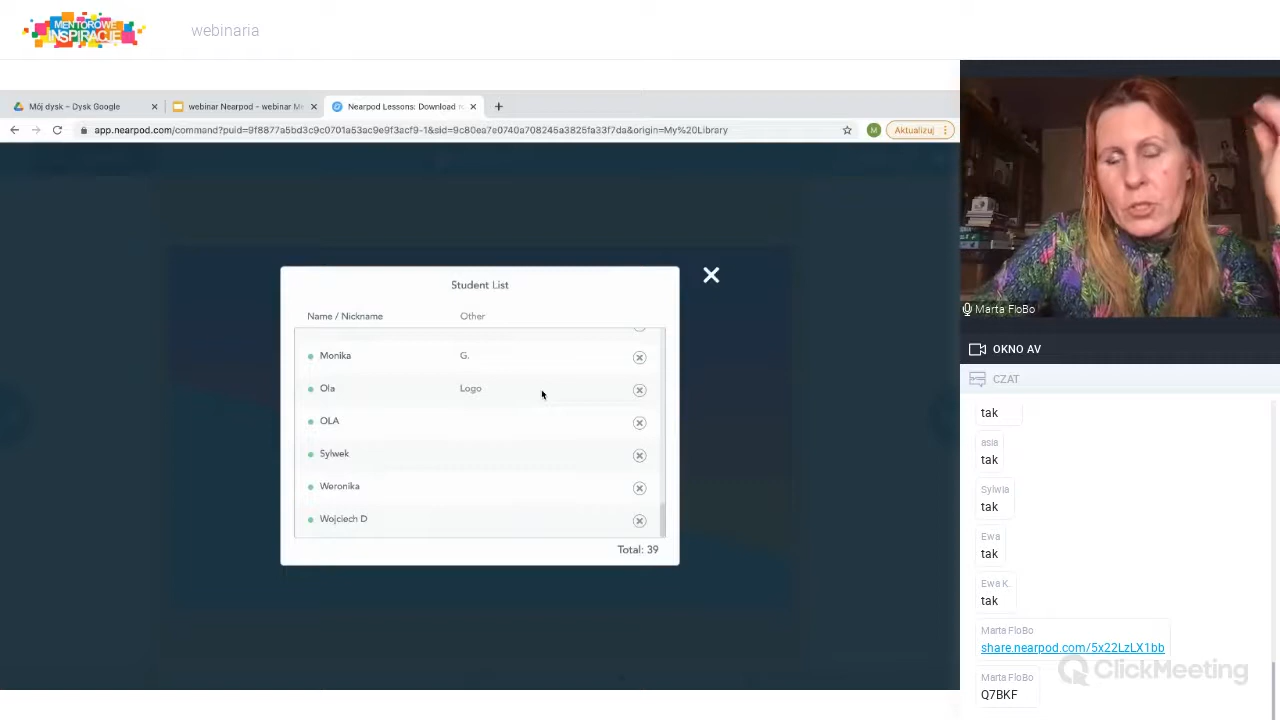 MENTOROWE
INSPIRACJE
webinaria
Mój dysk – Dysk Google
webinar Nearpod - webinar Me
Nearpod Lessons: Download r
app.nearpod.com/command?puid=9f8877a5bd3c9c0701a53ac9e9f3acf9-1&sid=9c80ea7e0740a708245a3825fa33f7da&origin=My%20Library
M
Aktualizuj
Student List
Name / Nickname Other
Monika G.
Ola Logo
OLA
Sylwek
Weronika
Wojciech D
Total: 39
Marta FloBo
OKNO AV
CZAT
tak
asia
tak
Sylwia
tak
Ewa
tak
Ewa K.
tak
Marta FloBo
share.nearpod.com/5x22LzLX1bb
Marta FloBo
Q7BKF
ClickMeeting